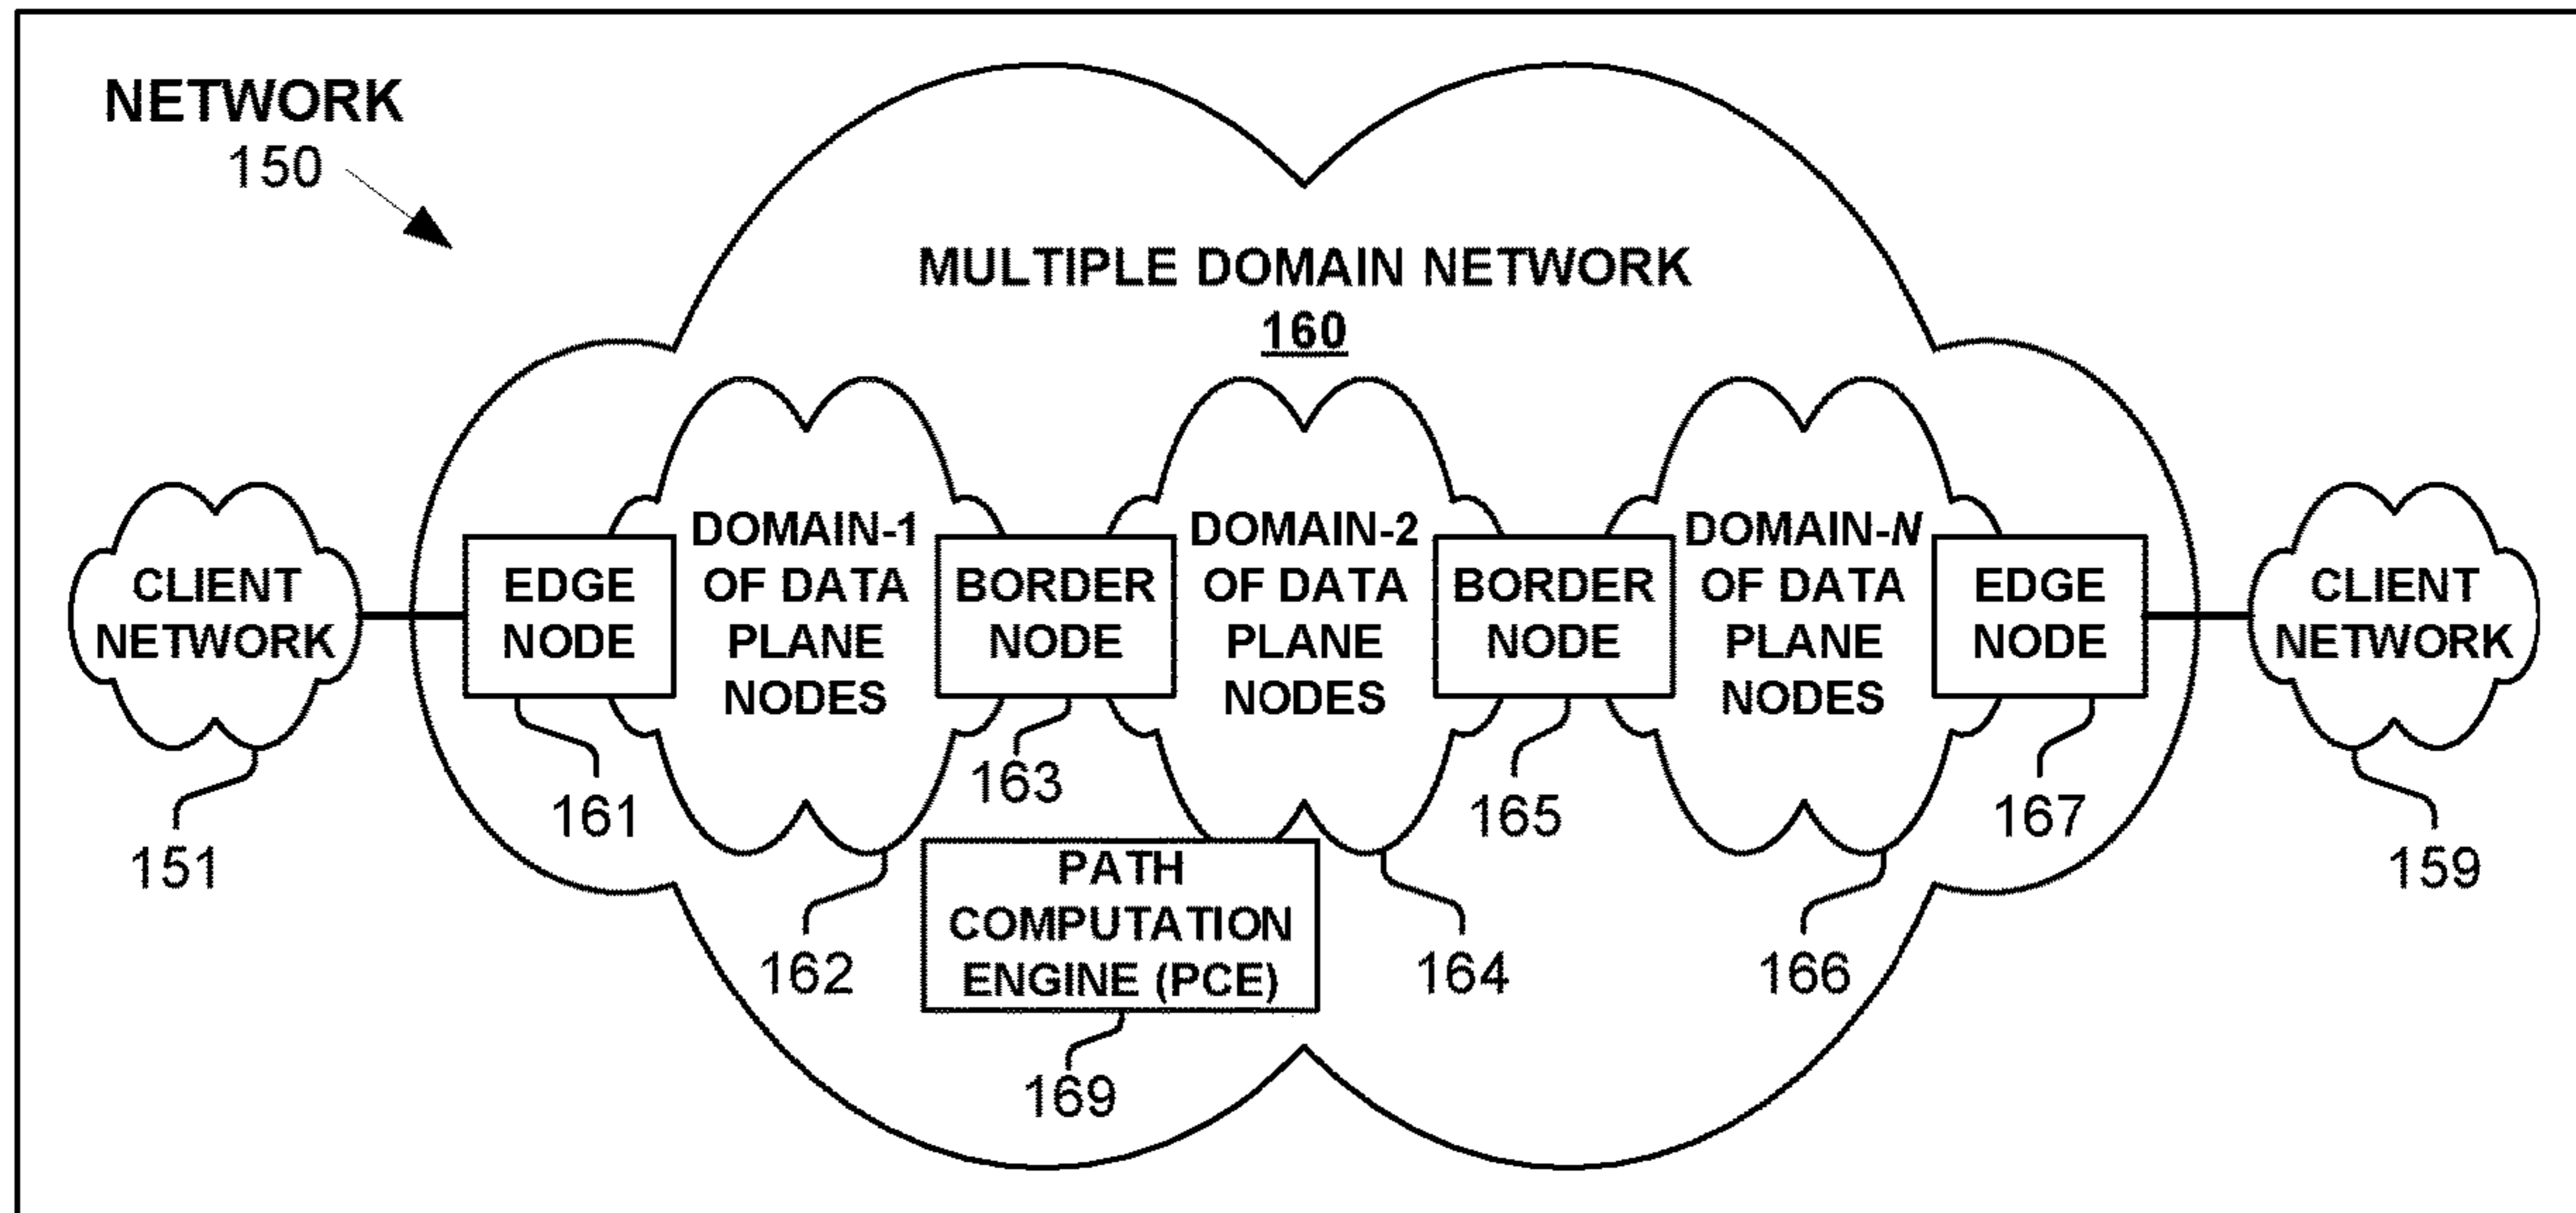 NETWORK
150
MULTIPLE DOMAIN NETWORK
160
CLIENT
NETWORK
151
EDGE
NODE
161
DOMAIN-1
OF DATA
PLANE
NODES
162
BORDER
NODE
163
DOMAIN-2
OF DATA
PLANE
NODES
164
BORDER
NODE
165
DOMAIN-N
OF DATA
PLANE
NODES
166
EDGE
NODE
167
CLIENT
NETWORK
159
PATH
COMPUTATION
ENGINE (PCE)
169